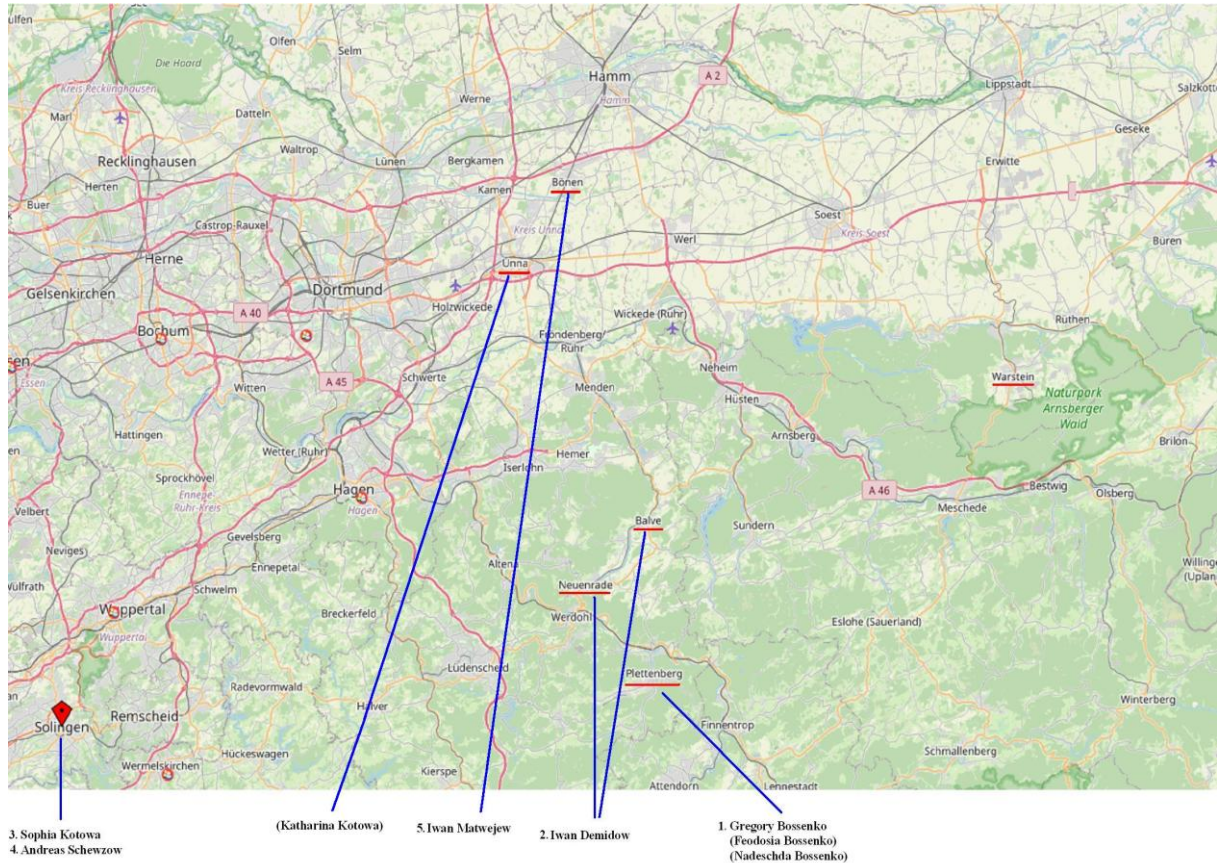 Olfen
Selm
Die Haard
Kreis Recklinghausen
Marl
Datteln
Werne
Hamm
Hamm
A 2
Lippstadt
Salzkotten
Geseke
Recklinghausen
Waltrop
Lünen
Bergkamen
Erwitte
Herten
Buer
Kamen
Bönen
Castrop-Rauxel
Kreis Unna
Soest
Kreis Soest
Werl
Büren
Herne
Unna
Gelsenkirchen
Dortmund
Holzwickede
A 40
Bochum
Wickede (Ruhr)
Rüthen
Fröndenberg/
Ruhr
Essen
A 45
Schwerte
Neheim
Warstein
Witten
Menden
Hüsten
Naturpark
Arnsberger
Wald
Hattingen
Arnsberg
Brilon
Wetter (Ruhr)
Hemer
Iserlohn
Sprockhövel
Hagen
Hagen
A 46
Bestwig
Olsberg
Ennepe-
Ruhr-Kreis
Meschede
Velbert
Balve
Sundern
Gevelsberg
Neviges
Ennepetal
Altena
Neuenrade
Wülfrath
Schwelm
Willingen
(Upland)
Wuppertal
Breckerfeld
Werdohl
Eslohe (Sauerland)
Wuppertal
Lüdenscheid
Plettenberg
Radevormwald
Halver
Winterberg
Solingen
Remscheid
Finnentrop
Hückeswagen
Schmallenberg
Wermelskirchen
Kierspe
Attendorn
Lennestadt
3. Sophia Kotowa
4. Andreas Schewzow
(Katharina Kotowa)
5. Iwan Matwejew
2. Iwan Demidow
1. Gregory Bossenko
(Feodosia Bossenko)
(Nadeschda Bossenko)